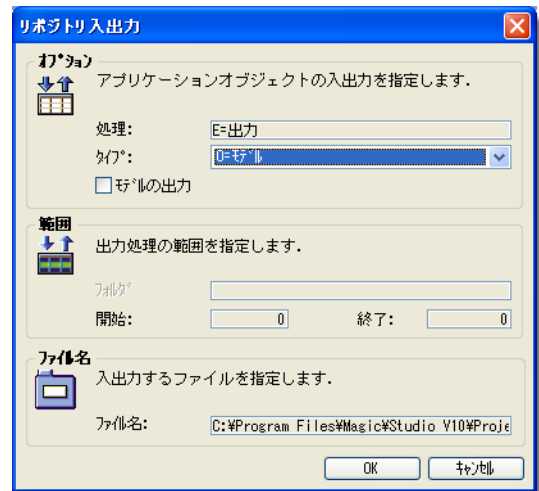 リポジトリ入出力
ｵﾌﾟｼｮﾝ
アプリケーションオブジェクトの入出力を指定します.
処理: E=出力
ﾀｲﾌﾟ: O=ﾓﾃﾞﾙ
ﾓﾃﾞﾙの出力
範囲
出力処理の範囲を指定します.
ﾌｫﾙﾀﾞ
開始: 0 終了: 0
ﾌｧｲﾙ名
入出力するファイルを指定します.
ﾌｧｲﾙ名: C:¥Program Files¥Magic¥Studio V10¥Proje
OK ｷｬﾝｾﾙ